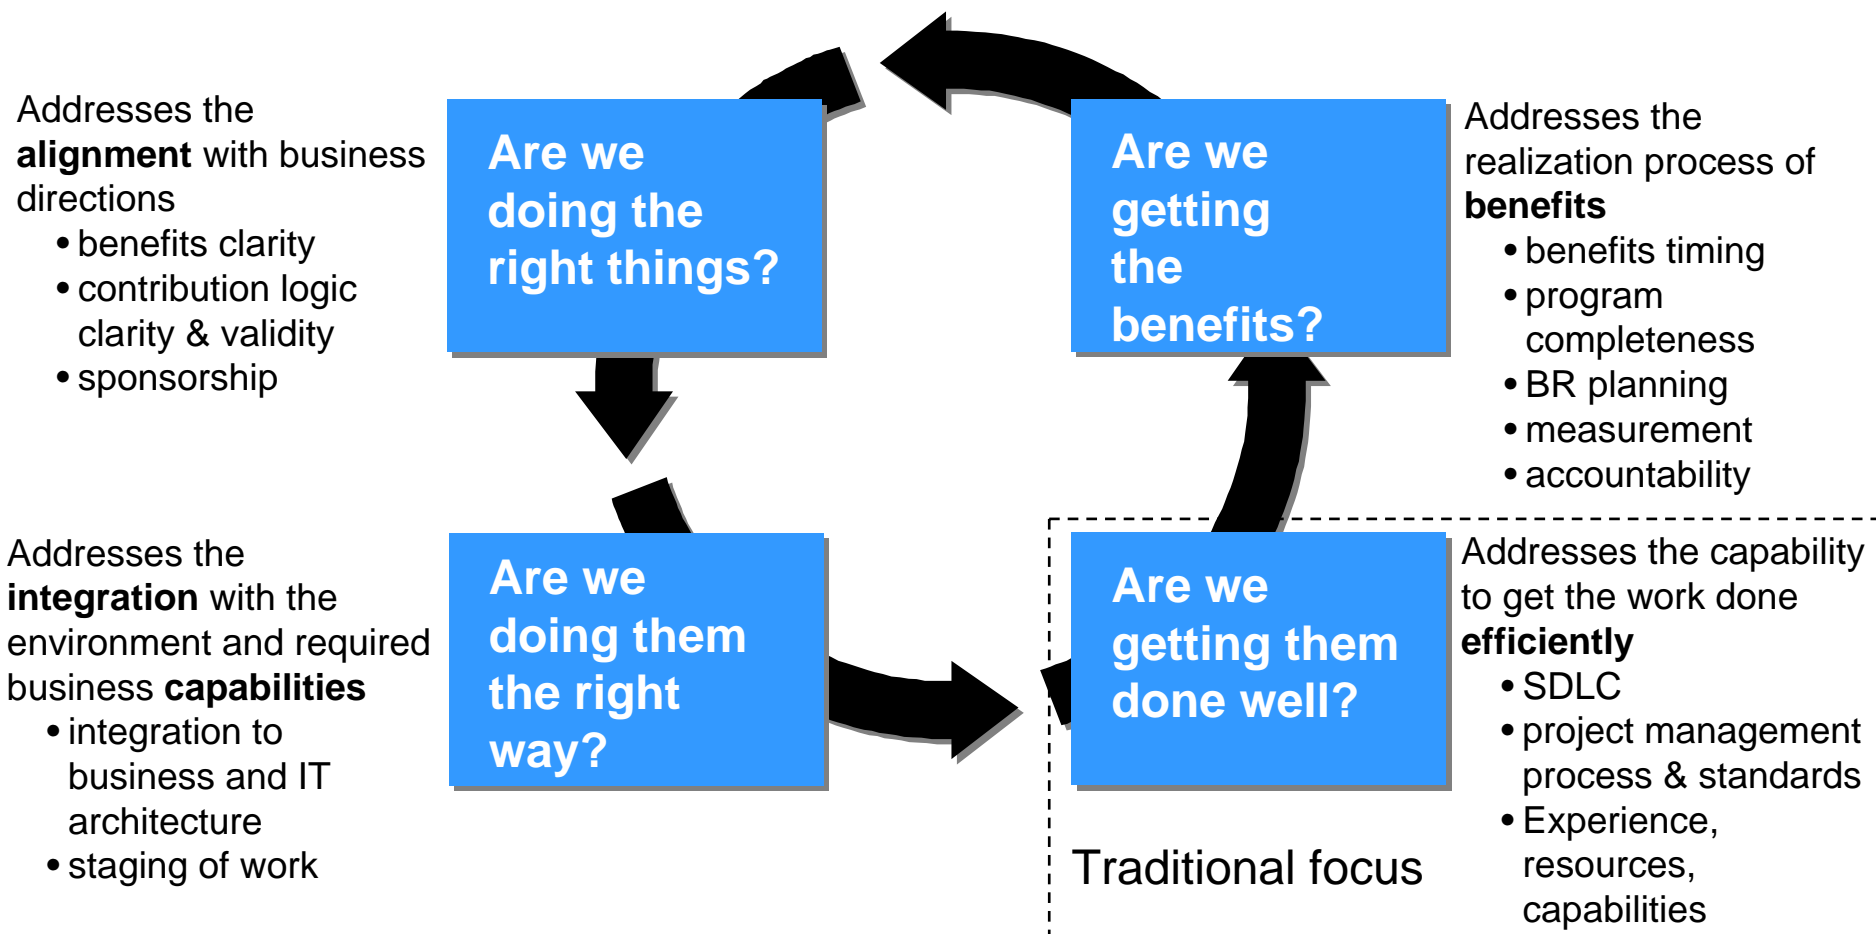 Addresses the
alignment with business
directions
• benefits clarity
• contribution logic
clarity & validity
• sponsorship
Are we
doing the
right things?
Are we
getting
the
benefits?
Addresses the
realization process of
benefits
• benefits timing
• program
completeness
• BR planning
• measurement
• accountability
Addresses the
integration with the
environment and required
business capabilities
• integration to
business and IT
architecture
• staging of work
Are we
doing them
the right
way?
Are we
getting them
done well?
Traditional focus
Addresses the capability
to get the work done
efficiently
• SDLC
• project management
process & standards
• Experience,
resources,
capabilities